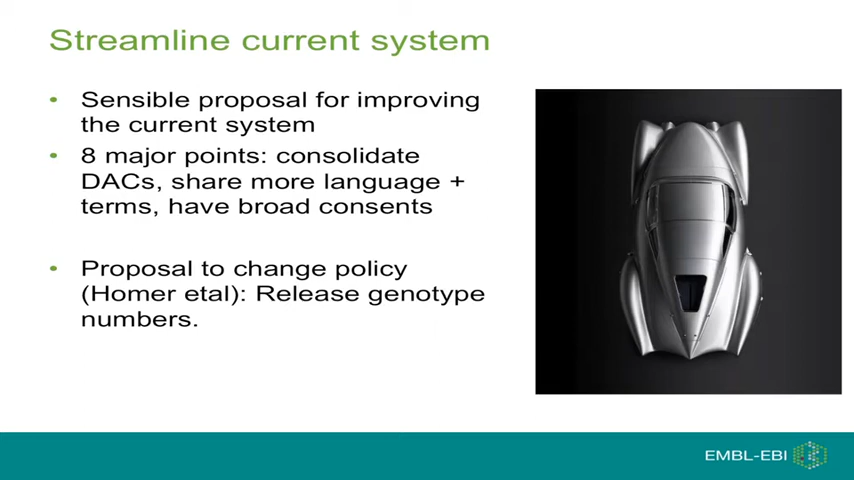 Streamline current system
• Sensible proposal for improving
the current system
• 8 major points: consolidate
DACs, share more language +
terms, have broad consents
• Proposal to change policy
(Homer etal): Release genotype
numbers.
EMBL-EBI